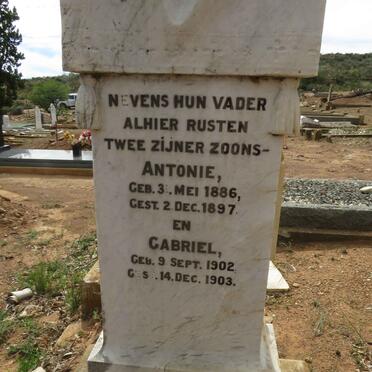 NEVENS HUN VADER
ALHIER RUSTEN
TWEE ZIJNER ZOONS-
ANTONIE,
GEB. 3. MEI 1886,
GEST. 2 DEC. 1897.
EN
GABRIEL,
GEB. 9 SEPT. 1902
GEST. 14. DEC. 1903.